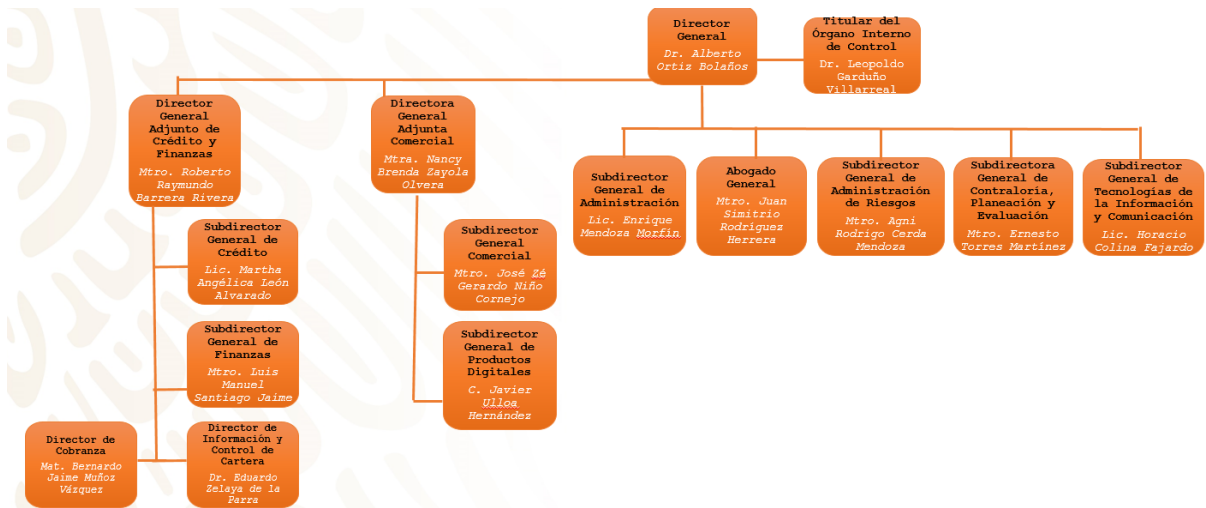 Director
General
Dr. Alberto
Ortiz Bolaños
Titular del
Órgano Interno
de Control
Dr. Leopoldo
Garduño
Villarreal
Director
General
Adjunto de
Crédito y
Finanzas
Mtro. Roberto
Raymundo
Barrera Rivera
Directora
General
Adjunta
Comercial
Mtra. Nancy
Brenda Zayola
Olvera
Subdirector
General de
Administración
Lic. Enrique
Mendoza Morfín
Abogado
General
Mtro. Juan
Simitrio
Rodríguez
Herrera
Subdirector
General de
Administración
de Riesgos
Mtro. Agni
Rodrigo Cerda
Mendoza
Subdirectora
General de
Contraloría,
Planeación y
Evaluación
Mtro. Ernesto
Torres Martínez
Subdirector
General de
Tecnologías de
la Información
y Comunicación
Lic. Horacio
Colina Fajardo
Subdirector
General de
Crédito
Lic. Martha
Angélica León
Alvarado
Subdirector
General
Comercial
Mtro. José Zé
Gerardo Niño
Cornejo
Subdirector
General de
Finanzas
Mtro. Luis
Manuel
Santiago Jaime
Subdirector
General de
Productos
Digitales
C. Javier
Ulloa
Hernández
Director de
Cobranza
Mat. Bernardo
Jaime Muñoz
Vázquez
Director de
Información y
Control de
Cartera
Dr. Eduardo
Zelaya de la
Parra